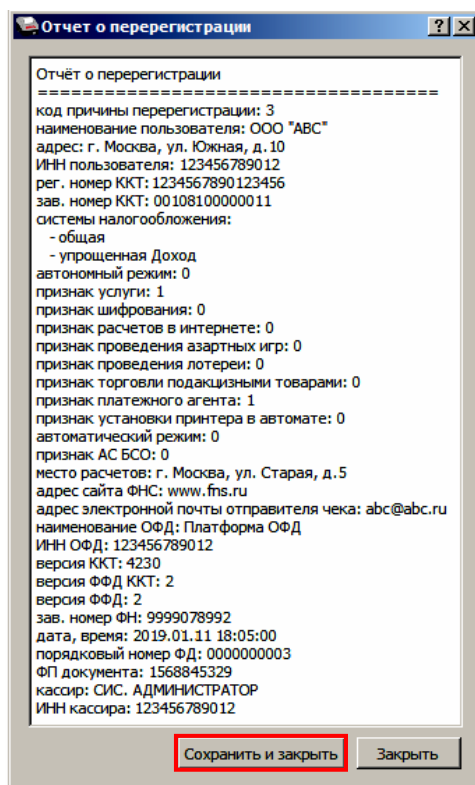 Отчет о перерегистрации
Отчёт о перерегистрации
=====================================
код причины перерегистрации: 3
наименование пользователя: ООО "АВС"
адрес: г. Москва, ул. Южная, д.10
ИНН пользователя: 123456789012
рег. номер ККТ: 1234567890123456
зав. номер ККТ: 00108100000011
системы налогообложения:
- общая
- упрощенная Доход
автономный режим: 0
признак услуги: 1
признак шифрования: 0
признак расчетов в интернете: 0
признак проведения азартных игр: 0
признак проведения лотереи: 0
признак торговли подакцизными товарами: 0
признак платежного агента: 1
признак установки принтера в автомате: 0
автоматический режим: 0
признак АС БСО: 0
место расчетов: г. Москва, ул. Старая, д.5
адрес сайта ФНС: www.fns.ru
адрес электронной почты отправителя чека: abc@abc.ru
наименование ОФД: Платформа ОФД
ИНН ОФД: 123456789012
версия ККТ: 4230
версия ФФД ККТ: 2
версия ФФД: 2
зав. номер ФН: 9999078992
дата, время: 2019.01.11 18:05:00
порядковый номер ФД: 0000000003
ФП документа: 1568845329
кассир: СИС. АДМИНИСТРАТОР
ИНН кассира: 123456789012
Сохранить и закрыть Закрыть